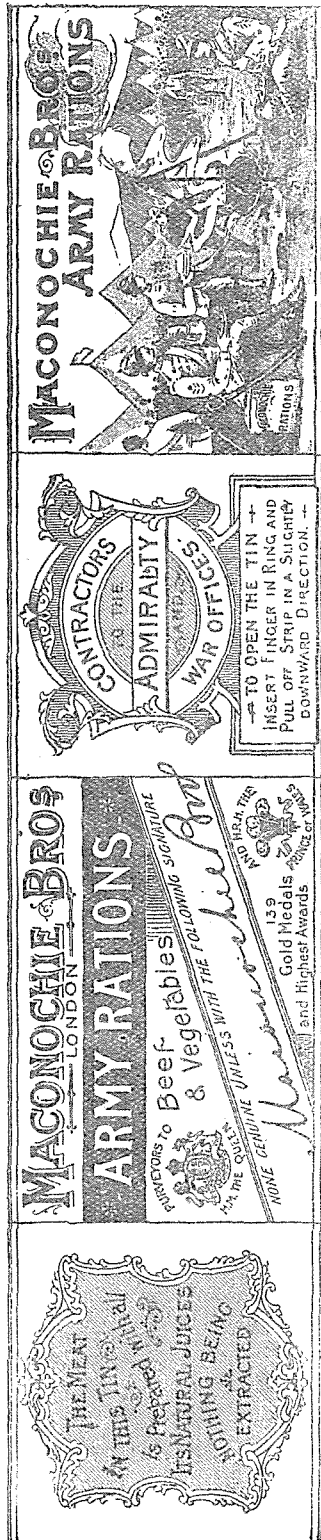 MACONOCHIE BROS
ARMY RATIONS
RATIONS
CONTRACTORS
TO THE
ADMIRALTY
AND
WAR OFFICES.
TO OPEN THE TIN
INSERT FINGER IN RING AND
PULL OFF STRIP IN A SLIGHTLY
DOWNWARD DIRECTION.
MACONOCHIE BROS
LONDON
ARMY RATIONS
PURVEYORS TO
H.M. THE QUEEN
Beef
& Vegetables
NONE GENUINE UNLESS WITH THE FOLLOWING SIGNATURE
Maconochie Bros
AND H.R.H. THE
PRINCE OF WALES
139
Gold Medals
and Highest Awards
THE MEAT
IN THIS TIN
IS Prepared With all
ITS NATURAL JUICES
NOTHING BEING
EXTRACTED